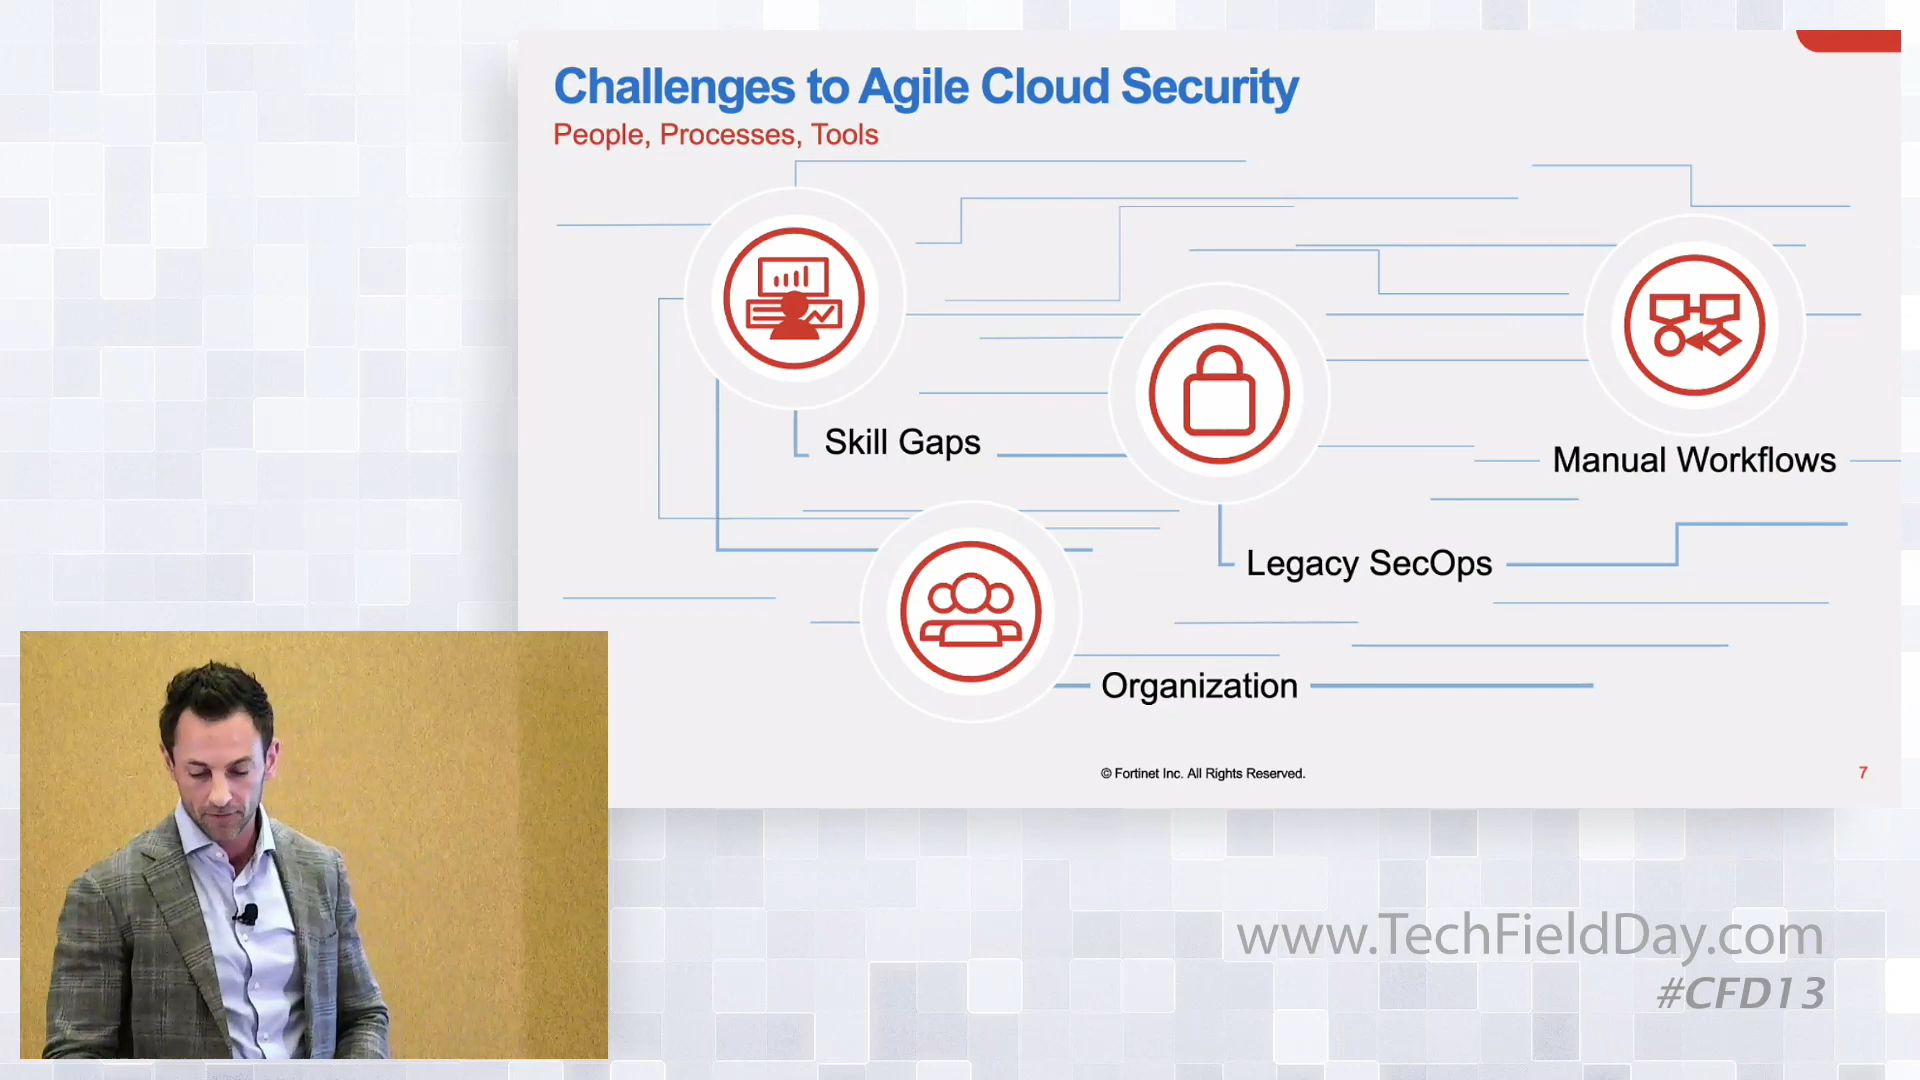 Challenges to Agile Cloud Security
People, Processes, Tools
Skill Gaps
Manual Workflows
Legacy SecOps
Organization
© Fortinet Inc. All Rights Reserved.
7
www.TechFieldDay.com
#CFD13